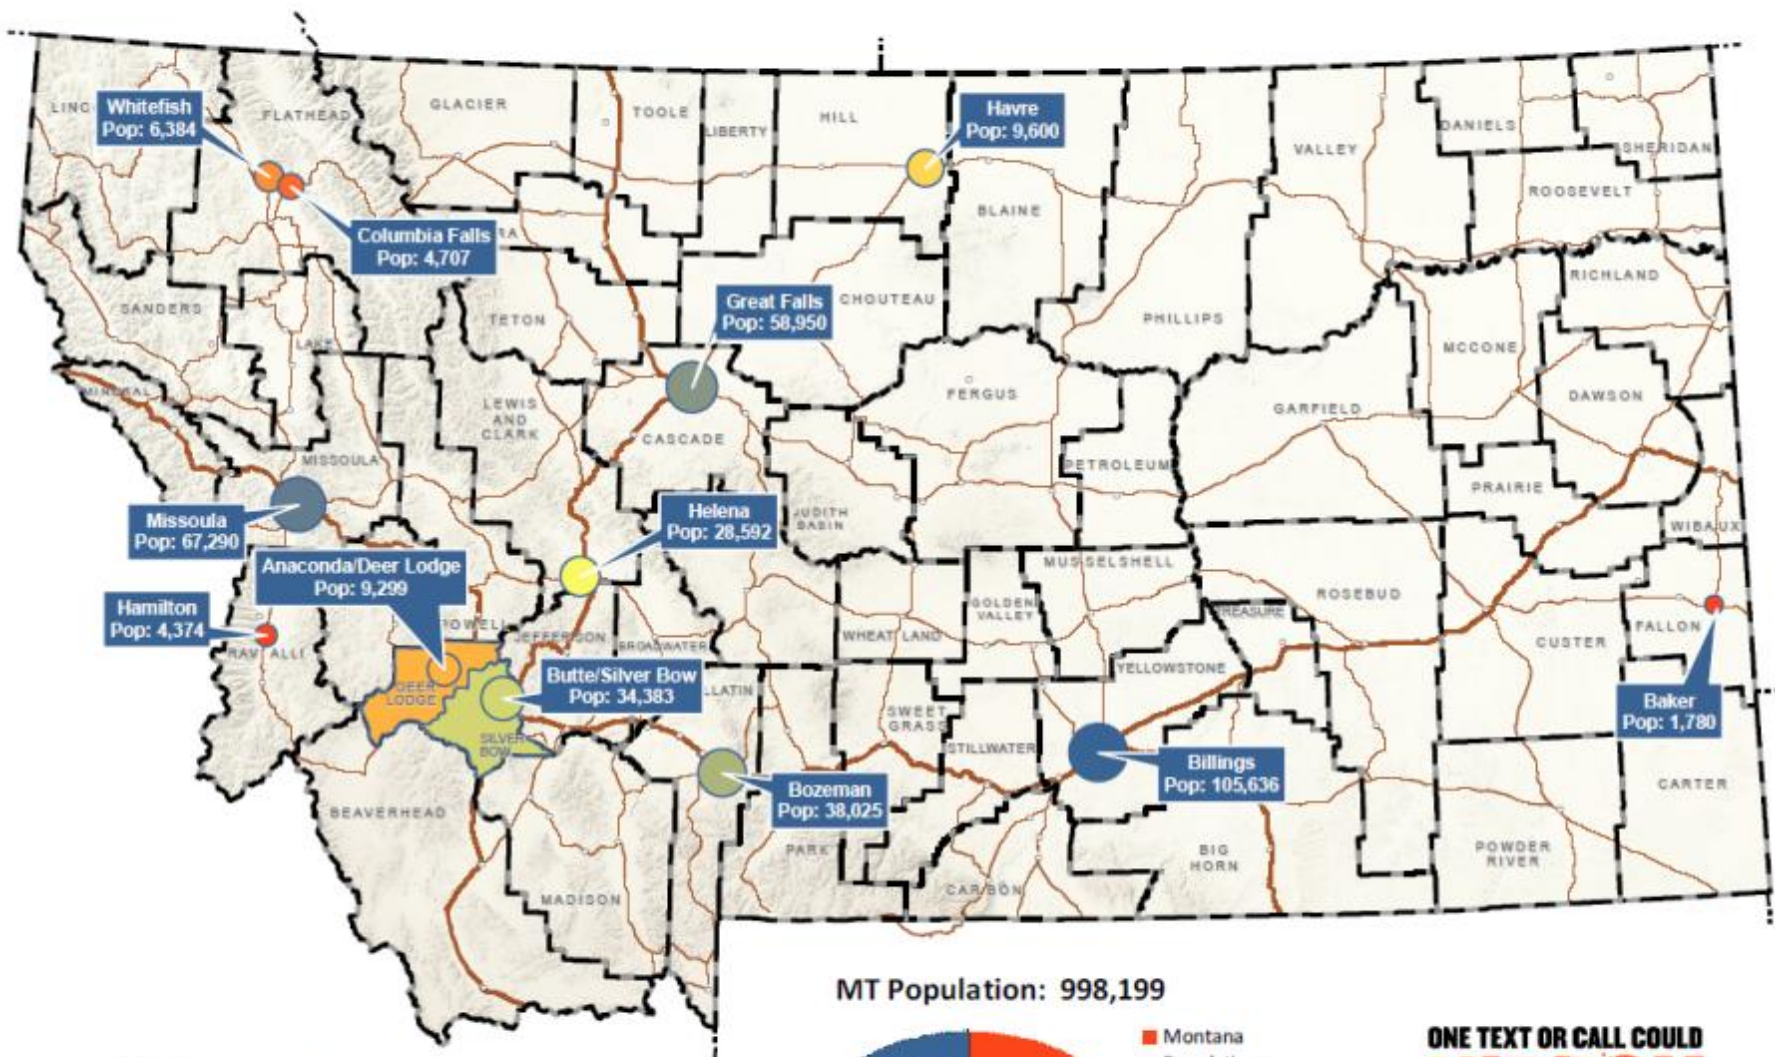 LINC
Whitefish
Pop: 6,384
FLATHEAD
GLACIER
TOOLE
LIBERTY
HILL
Havre
Pop: 9,600
BLAINE
VALLEY
DANIELS
SHERIDAN
ROOSEVELT
Columbia Falls
Pop: 4,707
RA
SANDERS
LAKE
TETON
Great Falls
Pop: 58,950
CHOUTEAU
PHILLIPS
RICHLAND
MCCONE
MINERAL
LEWIS
AND
CLARK
CASCADE
FERGUS
GARFIELD
DAWSON
MISSOULA
PETROLEUM
PRAIRIE
Missoula
Pop: 67,290
Helena
Pop: 28,592
JUDITH
BASIN
WIBAUX
Anaconda/Deer Lodge
Pop: 9,299
MUSSELSHELL
Hamilton
Pop: 4,374
RAVALLI
POWELL
JEFFERSON
BROADWATER
WHEATLAND
GOLDEN
VALLEY
TREASURE
ROSEBUD
CUSTER
FALLON
DEER
LODGE
Butte/Silver Bow
Pop: 34,383
LLATIN
YELLOWSTONE
Baker
Pop: 1,780
SILVER
BOW
SWEET
GRASS
STILLWATER
Billings
Pop: 105,636
Bozeman
Pop: 38,025
CARTER
BEAVERHEAD
PARK
BIG
HORN
POWDER
RIVER
MADISON
CARBON
MT Population: 998,199
Montana
ONE TEXT OR CALL COULD